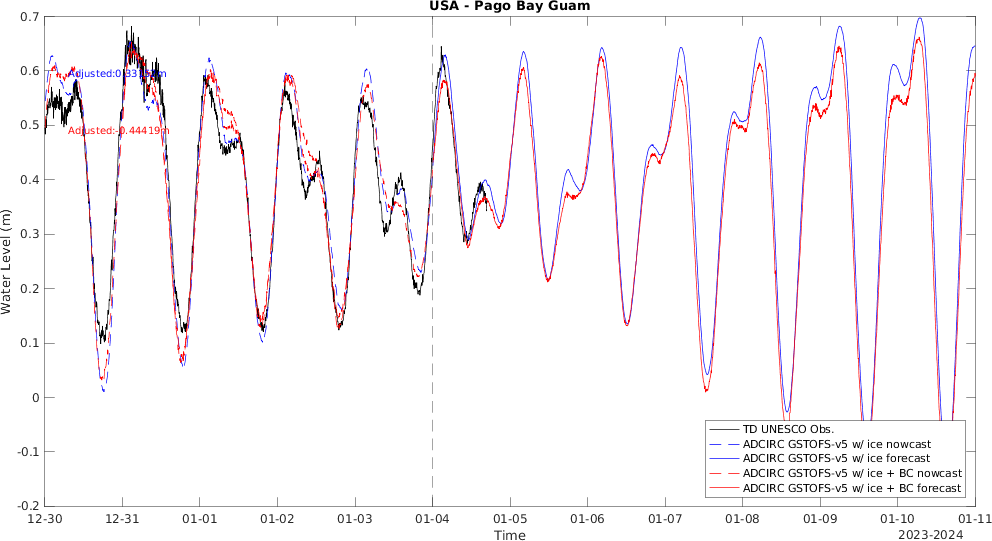 USA - Pago Bay Guam
0.7
0.6
0.5
0.4
0.3
0.2
0.1
0
-0.1
-0.2
Water Level (m)
Adjusted:-0.44419m
TD UNESCO Obs.
ADCIRC GSTOFS-v5 w/ ice nowcast
ADCIRC GSTOFS-v5 w/ ice forecast
ADCIRC GSTOFS-v5 w/ ice + BC nowcast
ADCIRC GSTOFS-v5 w/ ice + BC forecast
12-30 12-31 01-01 01-02 01-03 01-04 01-05 01-06 01-07 01-08 01-09 01-10 01-11
Time
2023-2024